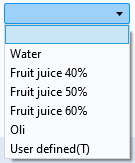 Water
Fruit juice 40%
Fruit juice 50%
Fruit juice 60%
Oli
User defined(T)